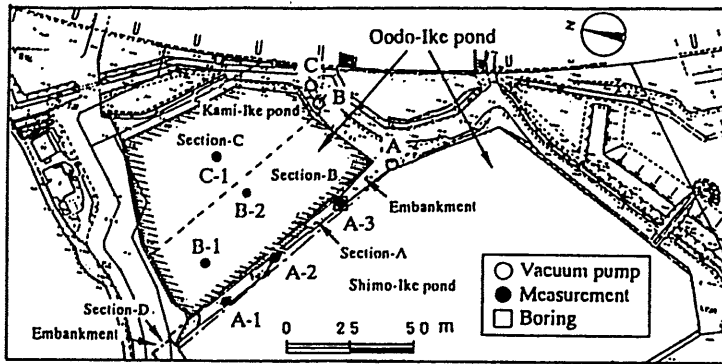 Oodo-Ike pond
N
C
B
A
Kami-Ike pond
Section-C
C-1
Section-B
B-2
Embankment
A-3
B-1
Section-A
A-2
Shimo-Ike pond
Section-D
Embankment
A-1
0 25 50 m
Vacuum pump
Measurement
Boring